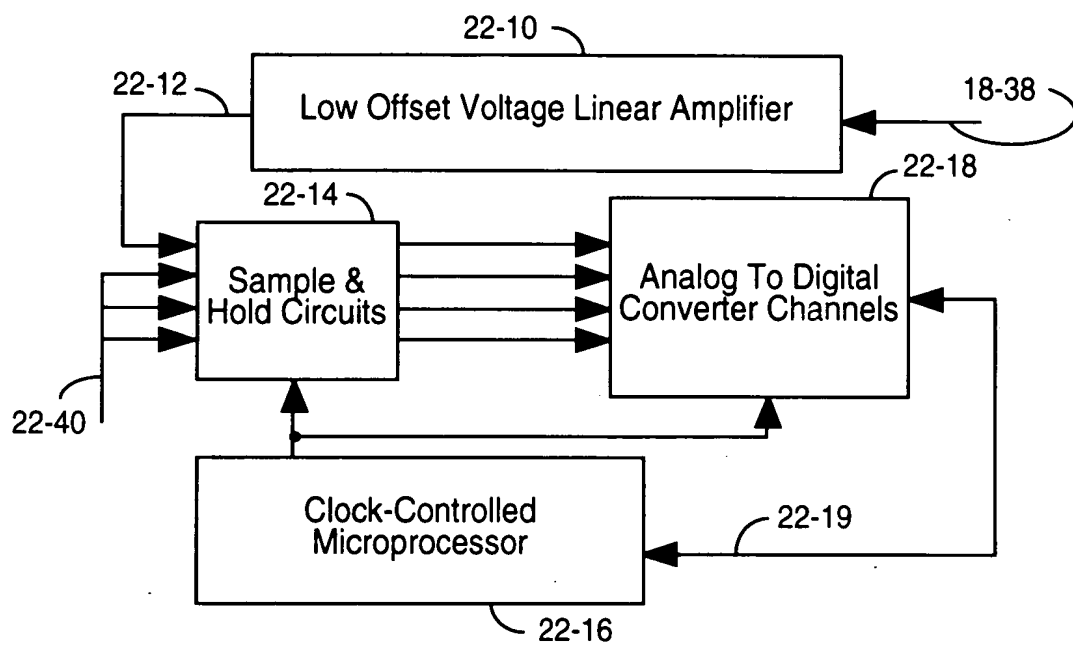 22-10
22-12
Low Offset Voltage Linear Amplifier
18-38
22-14
22-18
Sample &
Hold Circuits
Analog To Digital
Converter Channels
22-40
Clock-Controlled
Microprocessor
22-19
22-16